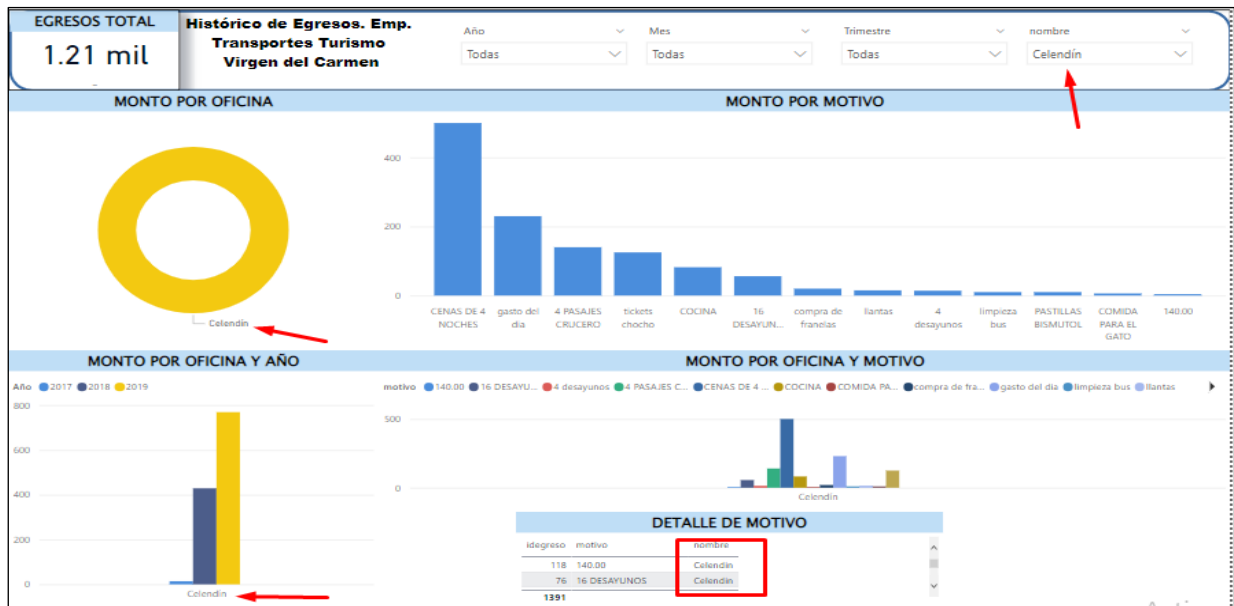 EGRESOS TOTAL
1.21 mil
Histórico de Egresos. Emp.
Transportes Turismo
Virgen del Carmen
Año
Todas
Mes
Todas
Trimestre
Todas
nombre
Celendín
MONTO POR OFICINA
Celendín
MONTO POR MOTIVO
400
200
0
CENAS DE 4 NOCHES
gasto del dia
4 PASAJES CRUCERO
tickets chocho
COCINA
16 DESAYUN...
compra de franelas
llantas
4 desayunos
limpieza bus
PASTILLAS BISMUTOL
COMIDA PARA EL GATO
140.00
MONTO POR OFICINA Y AÑO
Año 2017 2018 2019
800
600
400
200
0
Celendín
MONTO POR OFICINA Y MOTIVO
motivo 140.00 16 DESAYU... 4 desayunos 4 PASAJES C... CENAS DE 4 ... COCINA COMIDA PA... compra de fra... gasto del dia limpieza bus llantas
500
0
Celendín
DETALLE DE MOTIVO
idegreso motivo nombre
118 140.00 Celendín
76 16 DESAYUNOS Celendín
1391